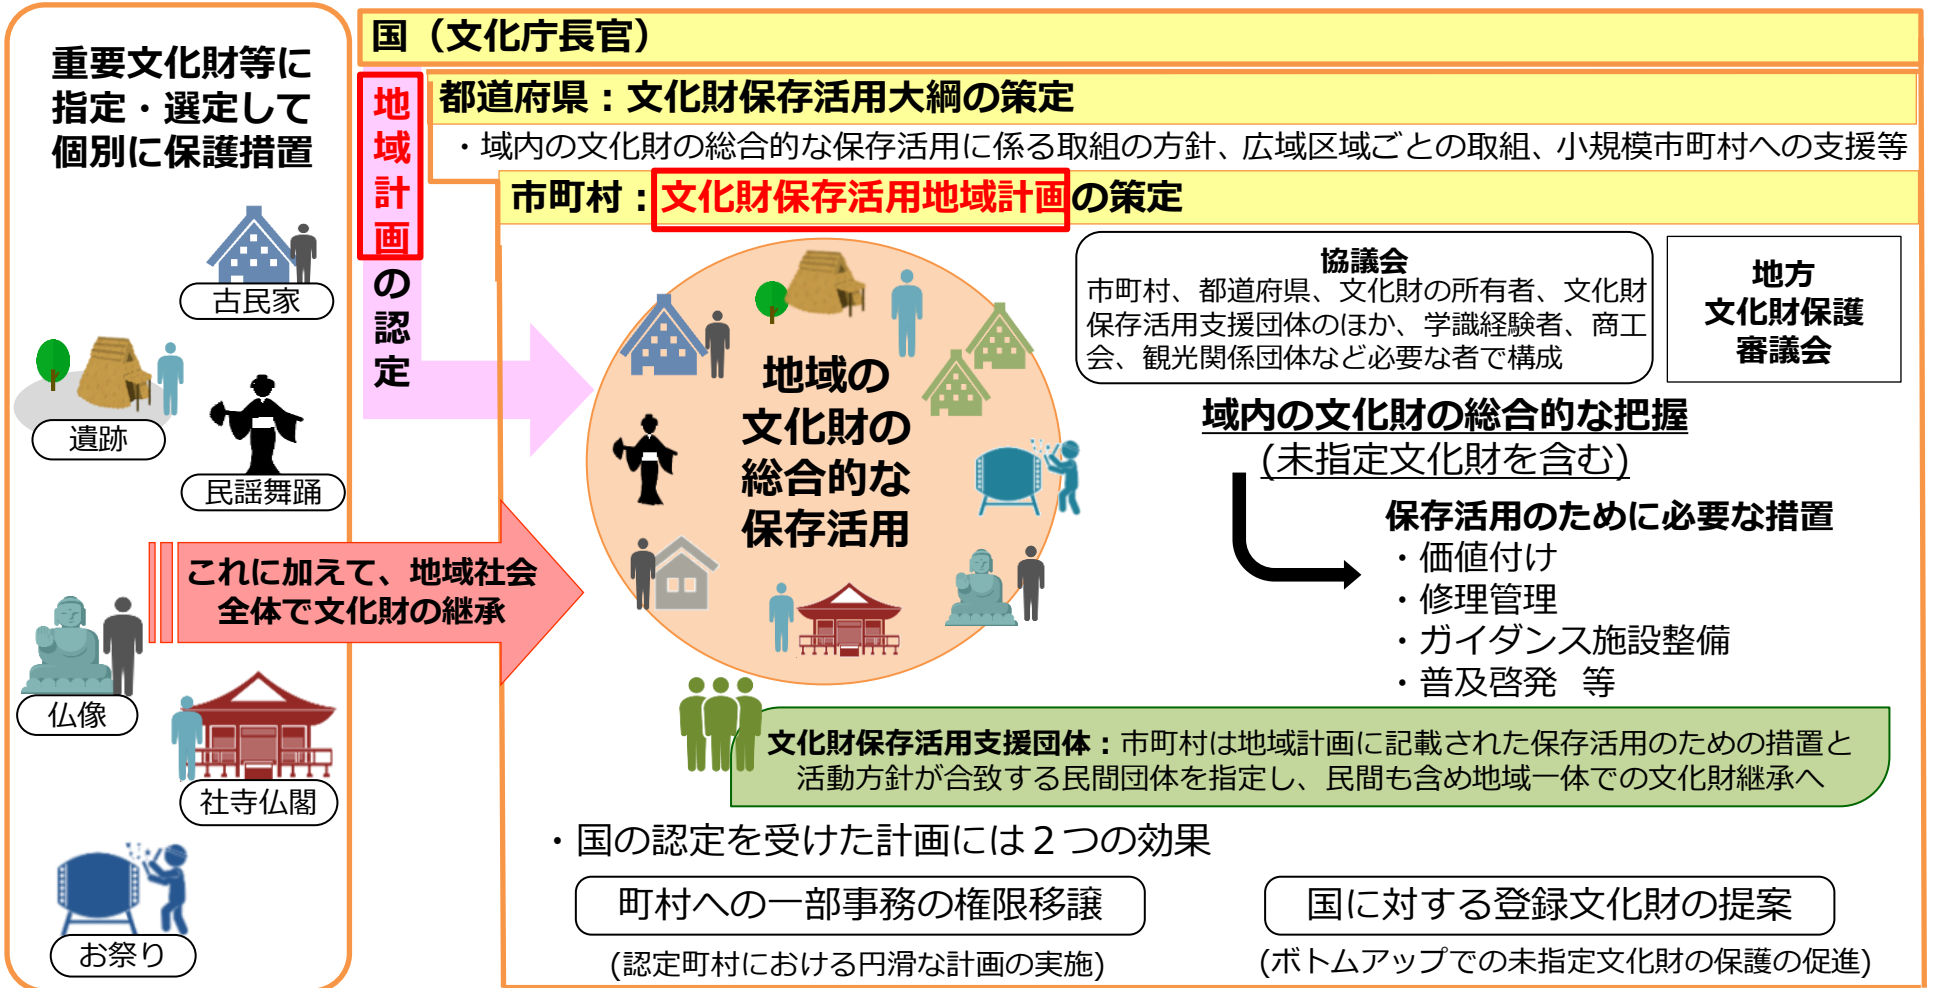 重要文化財等に
指定・選定して
個別に保護措置
古民家
遺跡
民謡舞踊
これに加えて、地域社会
全体で文化財の継承
仏像
社寺仏閣
お祭り
国（文化庁長官）
地域計画の認定
都道府県：文化財保存活用大綱の策定
・域内の文化財の総合的な保存活用に係る取組の方針、広域区域ごとの取組、小規模市町村への支援等
市町村：文化財保存活用地域計画の策定
地域の
文化財の
総合的な
保存活用
協議会
市町村、都道府県、文化財の所有者、文化財
保存活用支援団体のほか、学識経験者、商工
会、観光関係団体など必要な者で構成
地方
文化財保護
審議会
域内の文化財の総合的な把握
(未指定文化財を含む)
保存活用のために必要な措置
・価値付け
・修理管理
・ガイダンス施設整備
・普及啓発 等
文化財保存活用支援団体：市町村は地域計画に記載された保存活用のための措置と
活動方針が合致する民間団体を指定し、民間も含め地域一体での文化財継承へ
・国の認定を受けた計画には２つの効果
町村への一部事務の権限移譲
(認定町村における円滑な計画の実施)
国に対する登録文化財の提案
(ボトムアップでの未指定文化財の保護の促進)